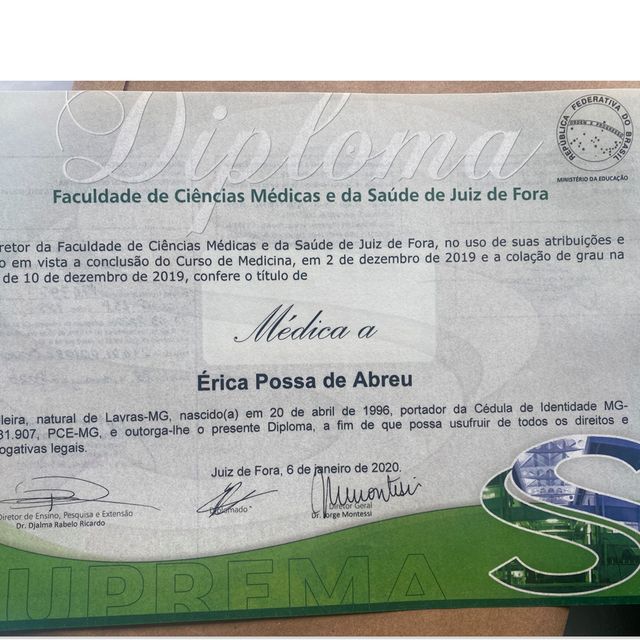 Diploma
REPÚBLICA FEDERATIVA DO BRASIL
MINISTÉRIO DA EDUCAÇÃO
Faculdade de Ciências Médicas e da Saúde de Juiz de Fora
retor da Faculdade de Ciências Médicas e da Saúde de Juiz de Fora, no uso de suas atribuições e
o em vista a conclusão do Curso de Medicina, em 2 de dezembro de 2019 e a colação de grau na
de 10 de dezembro de 2019, confere o título de
Médica a
Érica Possa de Abreu
leira, natural de Lavras-MG, nascido(a) em 20 de abril de 1996, portador da Cédula de Identidade MG-
31.907, PCE-MG, e outorga-lhe o presente Diploma, a fim de que possa usufruir de todos os direitos e
ogativas legais.
Juiz de Fora, 6 de janeiro de 2020.
Diretor de Ensino, Pesquisa e Extensão
Dr. Djalma Rabelo Ricardo
Diplomado
Diretor Geral
Dr. Jorge Montessi
S
UPREMA